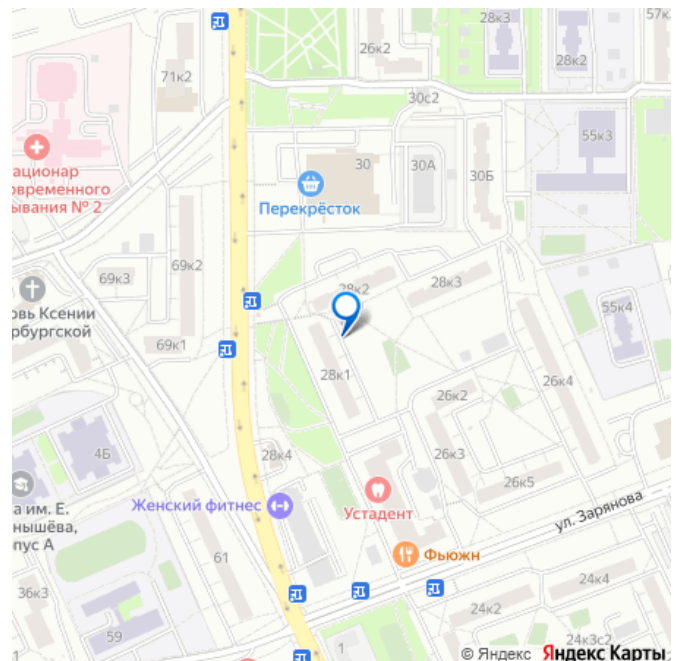 28к3
57к
26к2
28к2
71к2
30с2
55к3
ационар
овременного
ывания № 2
30
30А
30Б
Перекрёсток
69к2
69к3
28к2
28к3
овь Ксении
рбургской
55к4
69к1
28к1
26к2
26к4
4Б
28к4
26к3
26к5
а им. Е.
нышёва,
пус А
Женский фитнес
Устадент
ул. Зарянова
61
Фьюжн
36к3
24к4
24к2
59
1
24к3с2
© Яндекс Яндекс Карты